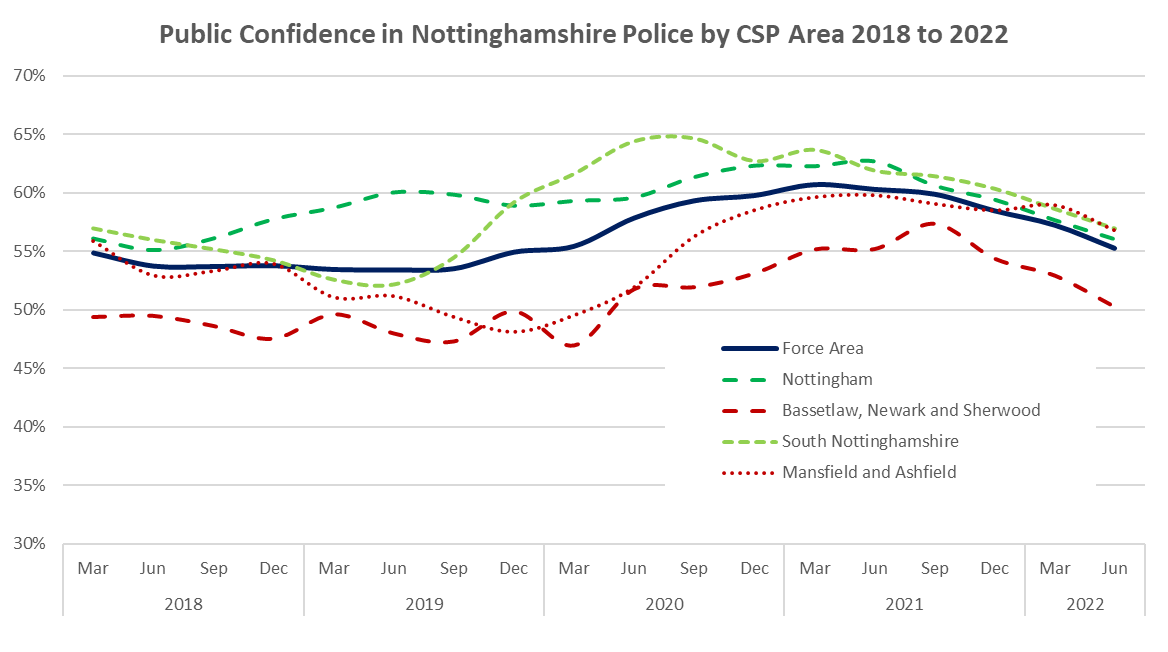 Public Confidence in Nottinghamshire Police by CSP Area 2018 to 2022
70%
65%
60%
55%
50%
45%
40%
35%
30%
Force Area
Nottingham
Bassetlaw, Newark and Sherwood
South Nottinghamshire
Mansfield and Ashfield
Mar Jun Sep Dec Mar Jun Sep Dec Mar Jun Sep Dec Mar Jun Sep Dec Mar Jun
2018 2019 2020 2021 2022